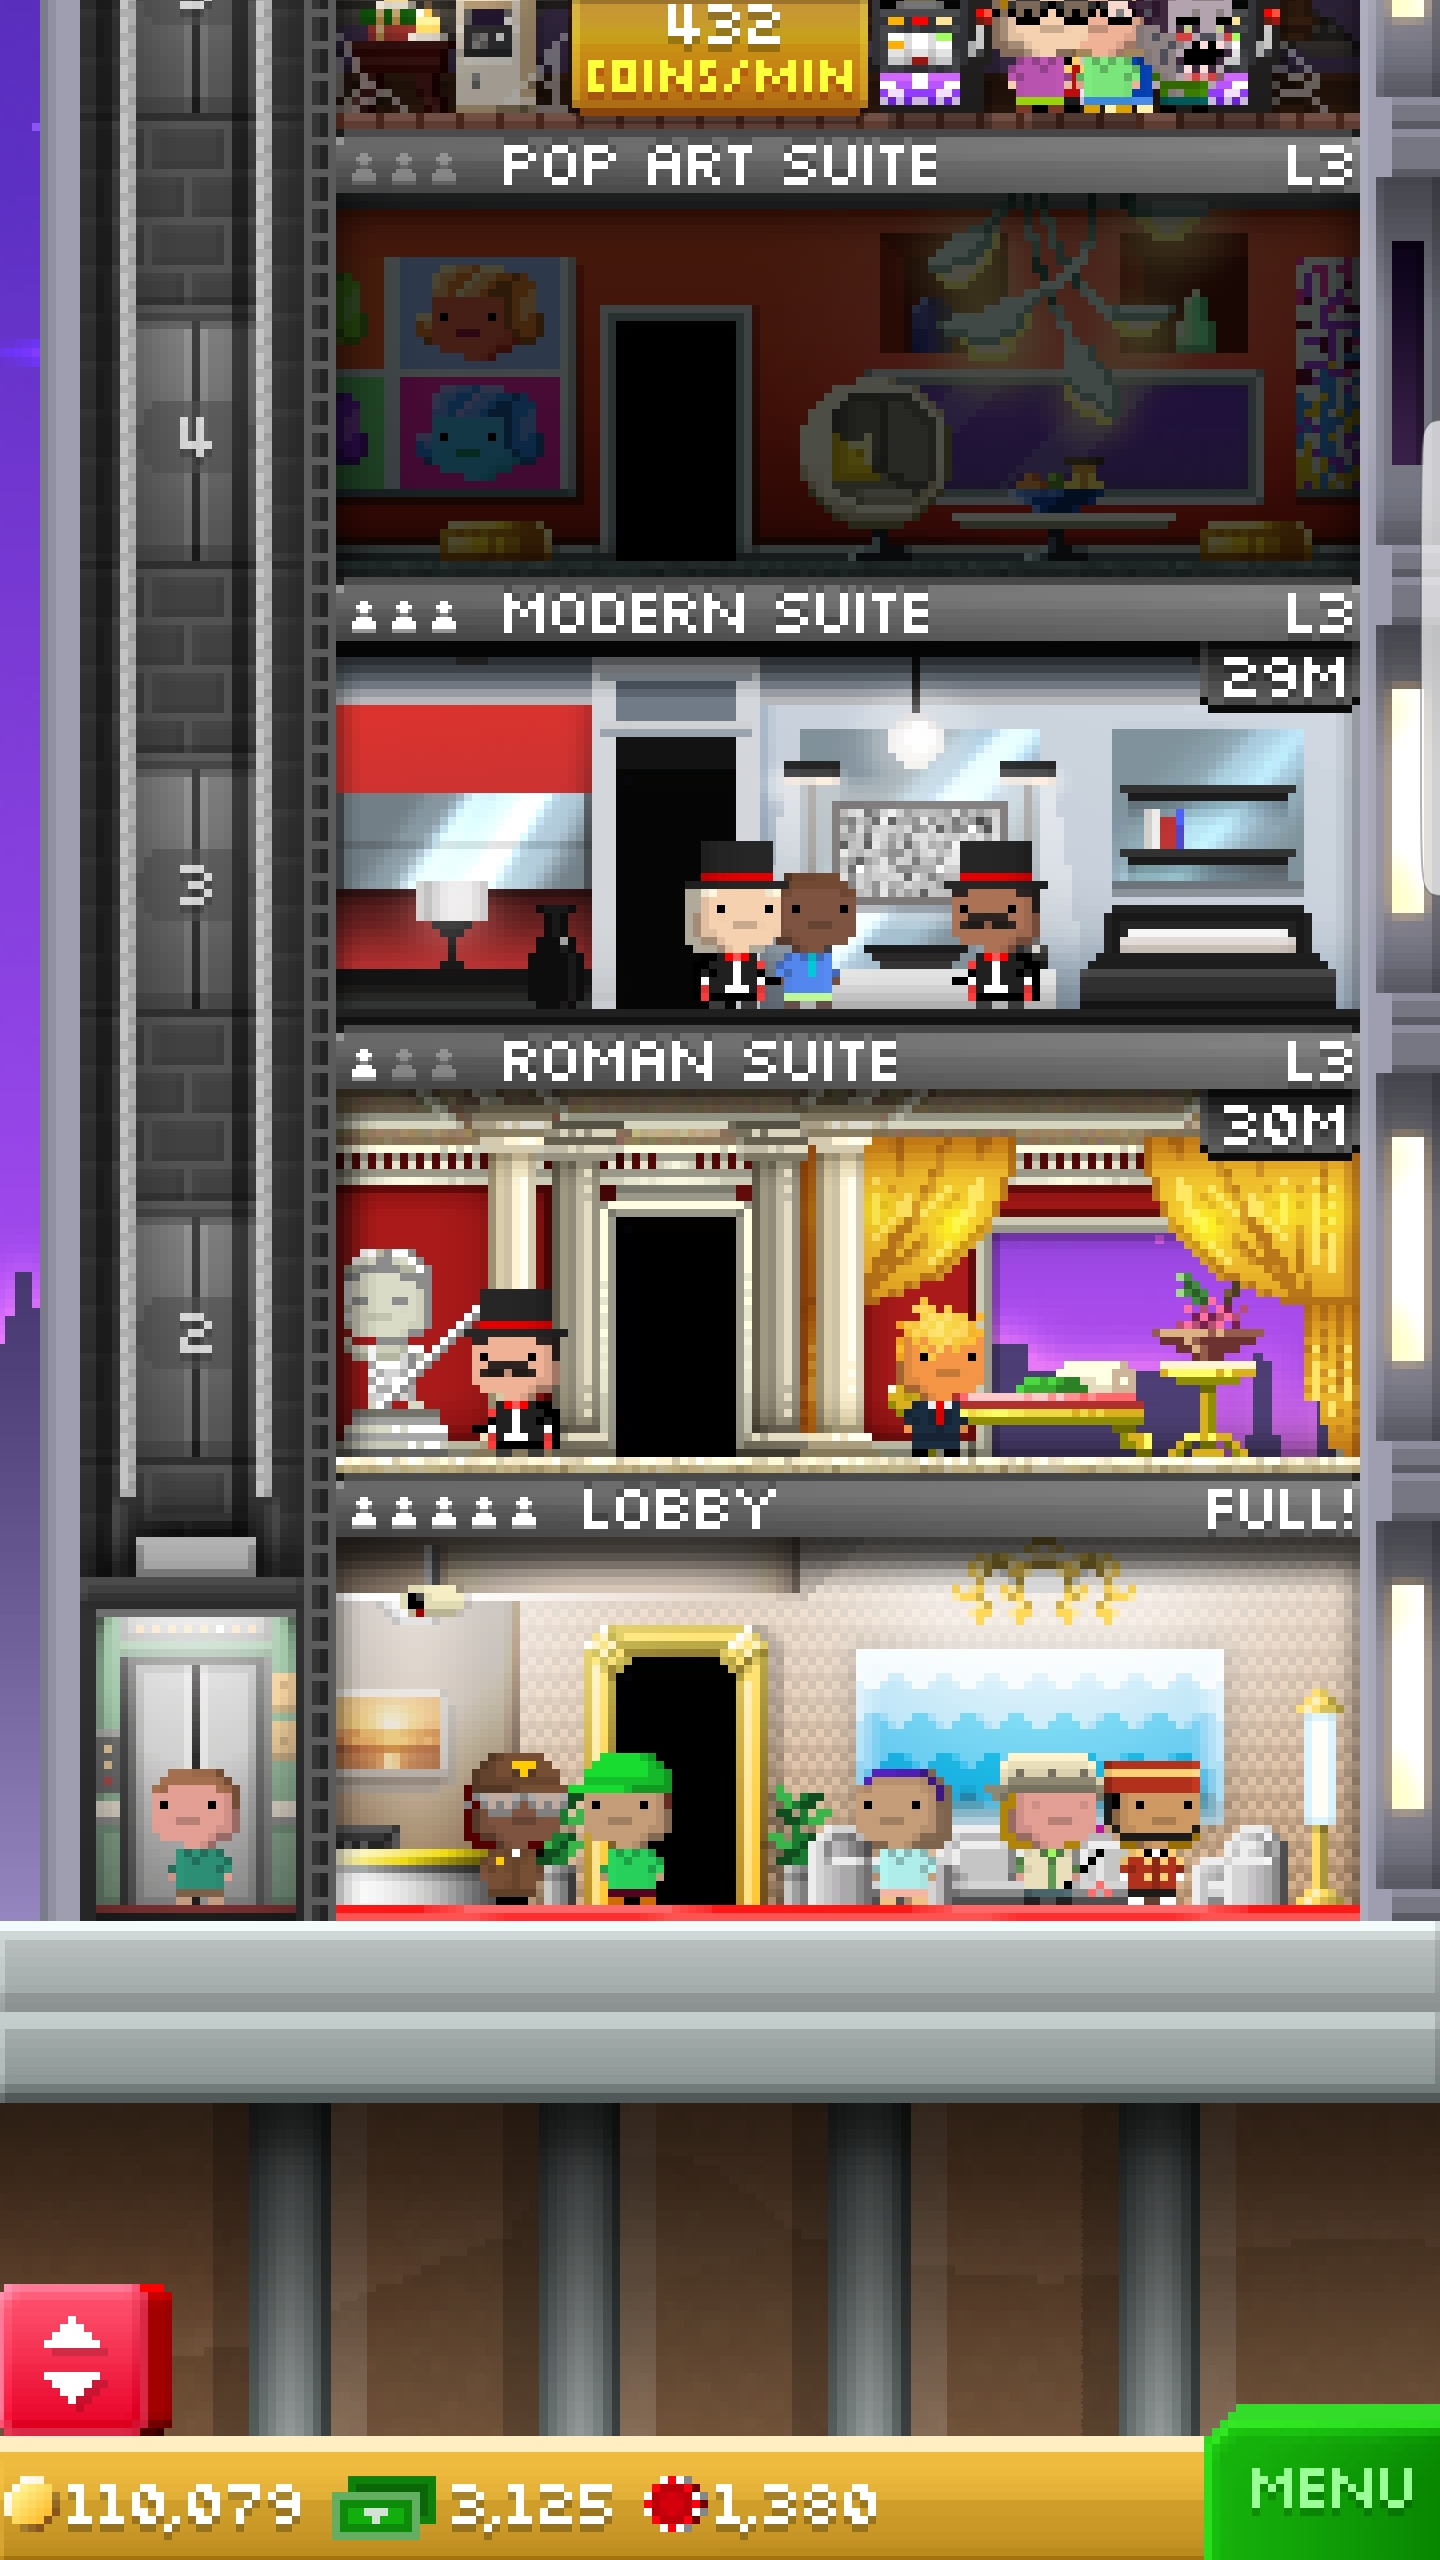 432
COINS/MIN
POP ART SUITE L3
4
MODERN SUITE L3
29M
3
ROMAN SUITE L3
30M
2
LOBBY FULL!
110,079 3,125 1,380
MENU